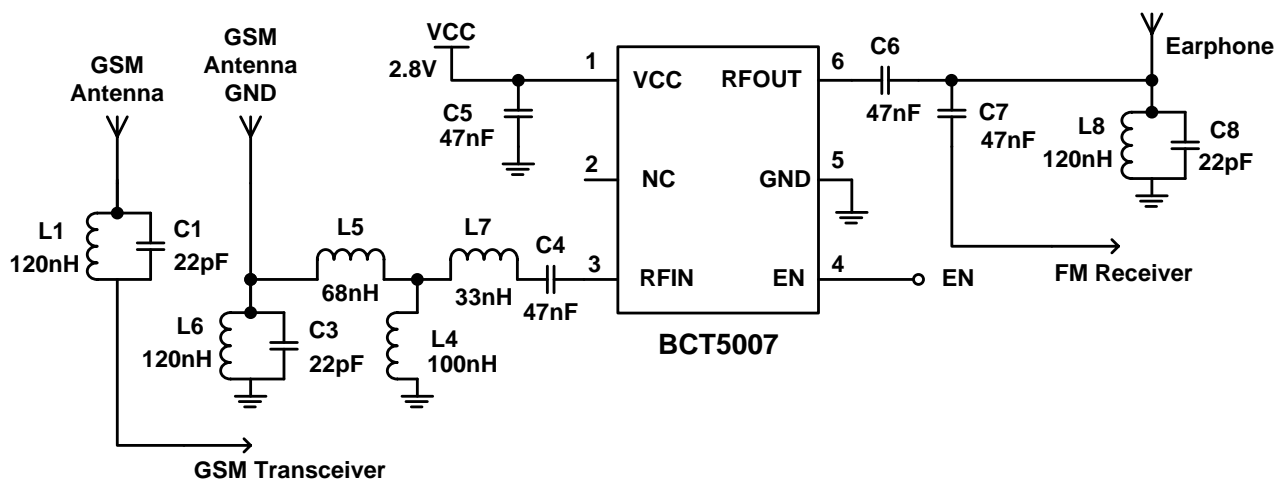 GSM
Antenna
GSM
Antenna
GND
VCC
2.8V
C5
47nF
1
VCC
RFOUT
6
C6
47nF
C7
47nF
Earphone
L8
120nH
C8
22pF
2
NC
GND
5
L1
120nH
C1
22pF
L5
68nH
L7
33nH
C4
47nF
3
RFIN
EN
4
EN
FM Receiver
L6
120nH
C3
22pF
L4
100nH
BCT5007
GSM Transceiver